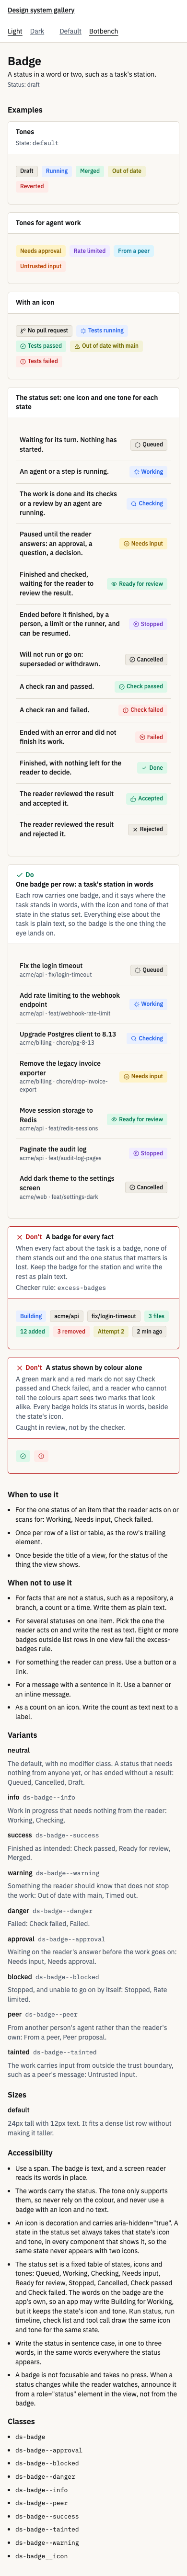 Design system gallery
Light Dark Default Botbench
Badge
A status in a word or two, such as a task's station.
Status: draft
Examples
Tones
State: default
Draft Running Merged Out of date
Reverted
Tones for agent work
Needs approval Rate limited From a peer
Untrusted input
With an icon
No pull request Tests running
Tests passed Out of date with main
Tests failed
The status set: one icon and one tone for each
state
Waiting for its turn. Nothing has
started.
Queued
An agent or a step is running.
Working
The work is done and its checks
or a review by an agent are
running.
Checking
Paused until the reader
answers: an approval, a
question, a decision.
Needs input
Finished and checked,
waiting for the reader to
review the result.
Ready for review
Ended before it finished, by a
person, a limit or the runner, and
can be resumed.
Stopped
Will not run or go on:
superseded or withdrawn.
Cancelled
A check ran and passed.
Check passed
A check ran and failed.
Check failed
Ended with an error and did not
finish its work.
Failed
Finished, with nothing left for the
reader to decide.
Done
The reader reviewed the result
and accepted it.
Accepted
The reader reviewed the result
and rejected it.
Rejected
Do
One badge per row: a task's station in words
Each row carries one badge, and it says where the
task stands in words, with the icon and tone of that
state in the status set. Everything else about the
task is plain text, so the badge is the one thing the
eye lands on.
Fix the login timeout
acme/api · fix/login-timeout
Queued
Add rate limiting to the webhook
endpoint
acme/api · feat/webhook-rate-limit
Working
Upgrade Postgres client to 8.13
acme/billing · chore/pg-8-13
Checking
Remove the legacy invoice
exporter
acme/billing · chore/drop-invoice-
export
Needs input
Move session storage to
Redis
acme/api · feat/redis-sessions
Ready for review
Paginate the audit log
acme/api · feat/audit-log-pages
Stopped
Add dark theme to the settings
screen
acme/web · feat/settings-dark
Cancelled
Don't A badge for every fact
When every fact about the task is a badge, none of
them stands out and the one status that matters is
lost. Keep the badge for the station and write the
rest as plain text.
Checker rule: excess-badges
Building acme/api fix/login-timeout 3 files
12 added 3 removed Attempt 2 2 min ago
Don't A status shown by colour alone
A green mark and a red mark do not say Check
passed and Check failed, and a reader who cannot
tell the colours apart sees two marks that look
alike. Every badge holds its status in words, beside
the state's icon.
Caught in review, not by the checker.
When to use it
• For the one status of an item that the reader acts on or
scans for: Working, Needs input, Check failed.
• Once per row of a list or table, as the row's trailing
element.
• Once beside the title of a view, for the status of the
thing the view shows.
When not to use it
• For facts that are not a status, such as a repository, a
branch, a count or a time. Write them as plain text.
• For several statuses on one item. Pick the one the
reader acts on and write the rest as text. Eight or more
badges outside list rows in one view fail the excess-
badges rule.
• For something the reader can press. Use a button or a
link.
• For a message with a sentence in it. Use a banner or
an inline message.
• As a count on an icon. Write the count as text next to a
label.
Variants
neutral
The default, with no modifier class. A status that needs
nothing from anyone yet, or has ended without a result:
Queued, Cancelled, Draft.
info ds-badge--info
Work in progress that needs nothing from the reader:
Working, Checking.
success ds-badge--success
Finished as intended: Check passed, Ready for review,
Merged.
warning ds-badge--warning
Something the reader should know that does not stop
the work: Out of date with main, Timed out.
danger ds-badge--danger
Failed: Check failed, Failed.
approval ds-badge--approval
Waiting on the reader's answer before the work goes on:
Needs input, Needs approval.
blocked ds-badge--blocked
Stopped, and unable to go on by itself: Stopped, Rate
limited.
peer ds-badge--peer
From another person's agent rather than the reader's
own: From a peer, Peer proposal.
tainted ds-badge--tainted
The work carries input from outside the trust boundary,
such as a peer's message: Untrusted input.
Sizes
default
24px tall with 12px text. It fits a dense list row without
making it taller.
Accessibility
• Use a span. The badge is text, and a screen reader
reads its words in place.
• The words carry the status. The tone only supports
them, so never rely on the colour, and never use a
badge with an icon and no text.
• An icon is decoration and carries aria-hidden="true". A
state in the status set always takes that state's icon
and tone, in every component that shows it, so the
same state never appears with two icons.
• The status set is a fixed table of states, icons and
tones: Queued, Working, Checking, Needs input,
Ready for review, Stopped, Cancelled, Check passed
and Check failed. The words on the badge are the
app's own, so an app may write Building for Working,
but it keeps the state's icon and tone. Run status, run
timeline, check list and tool call draw the same icon
and tone for the same state.
• Write the status in sentence case, in one to three
words, in the same words everywhere the status
appears.
• A badge is not focusable and takes no press. When a
status changes while the reader watches, announce it
from a role="status" element in the view, not from the
badge.
Classes
• ds-badge
• ds-badge--approval
• ds-badge--blocked
• ds-badge--danger
• ds-badge--info
• ds-badge--peer
• ds-badge--success
• ds-badge--tainted
• ds-badge--warning
• ds-badge__icon